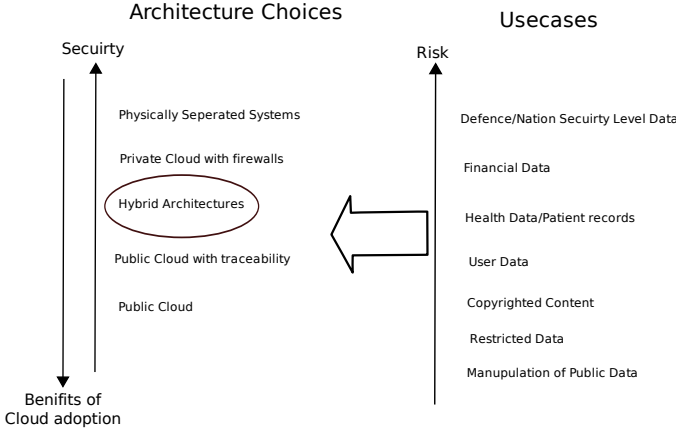 Architecture Choices
Usecases
Secuirty
Risk
Physically Seperated Systems
Private Cloud with firewalls
Hybrid Architectures
Public Cloud with traceability
Public Cloud
Benifits of
Cloud adoption
Defence/Nation Secuirty Level Data
Financial Data
Health Data/Patient records
User Data
Copyrighted Content
Restricted Data
Manupulation of Public Data